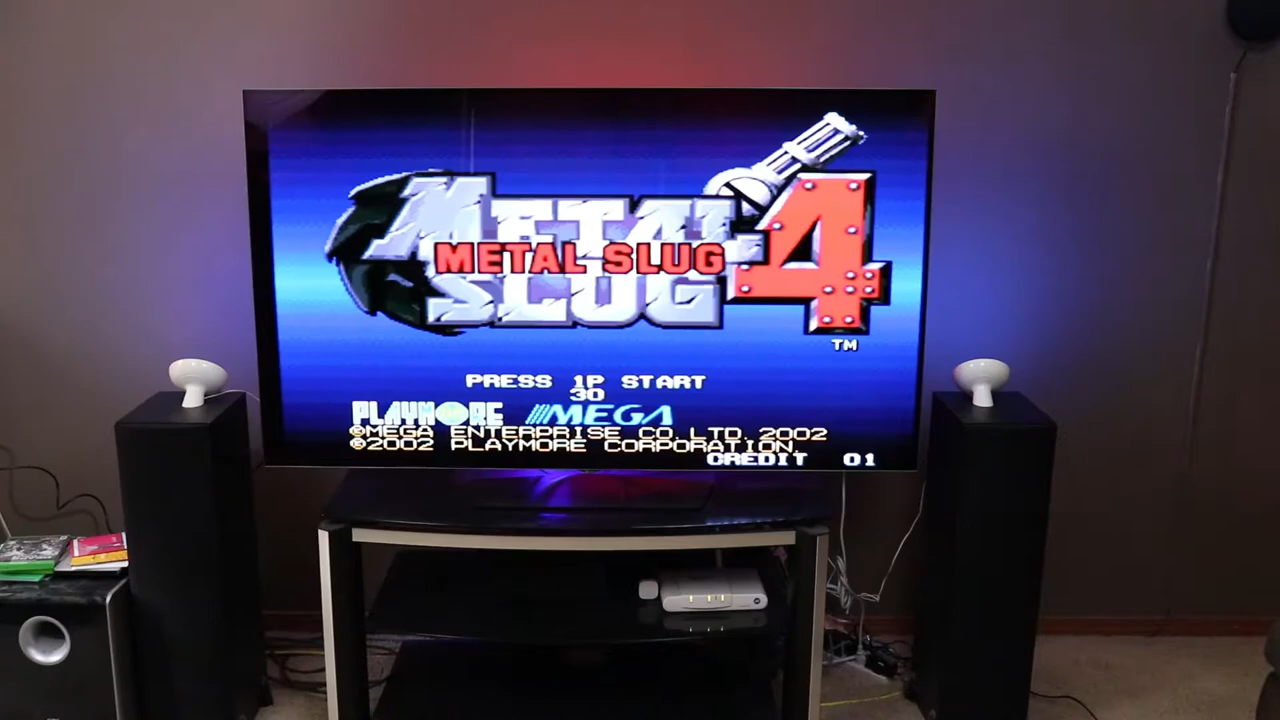 METAL
METAL SLUG 4
SLUG
TM
PRESS 1P START
30
PLAYMORE MEGA
©MEGA ENTERPRISE CO.LTD.2002
©2002 PLAYMORE CORPORATION.
CREDIT 01